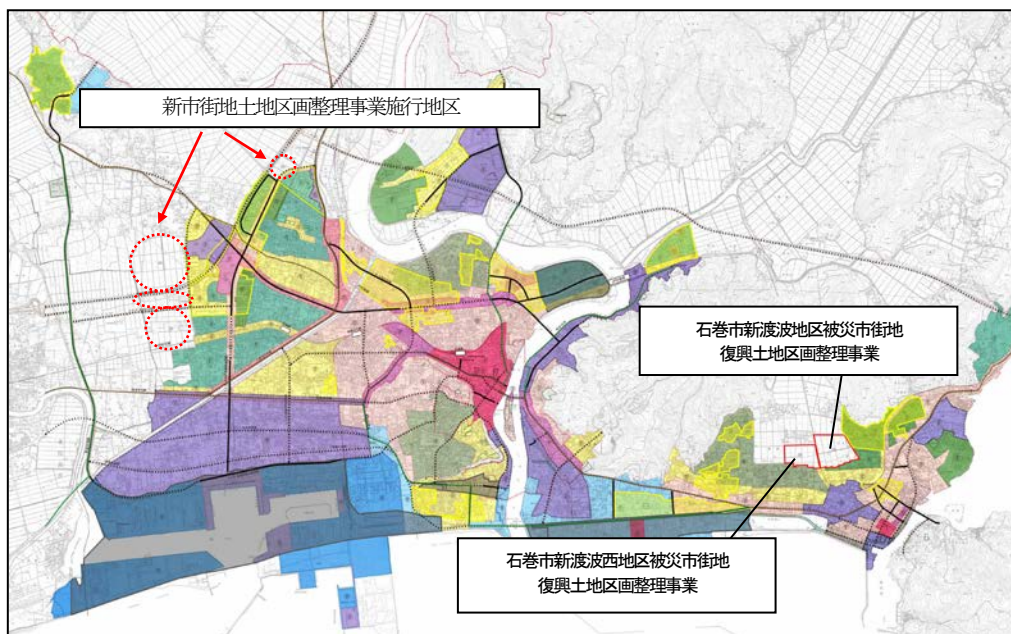 新市街地土地区画整理事業施行地区
石巻市新渡波地区被災市街地
復興土地区画整理事業
石巻市新渡波西地区被災市街地
復興土地区画整理事業